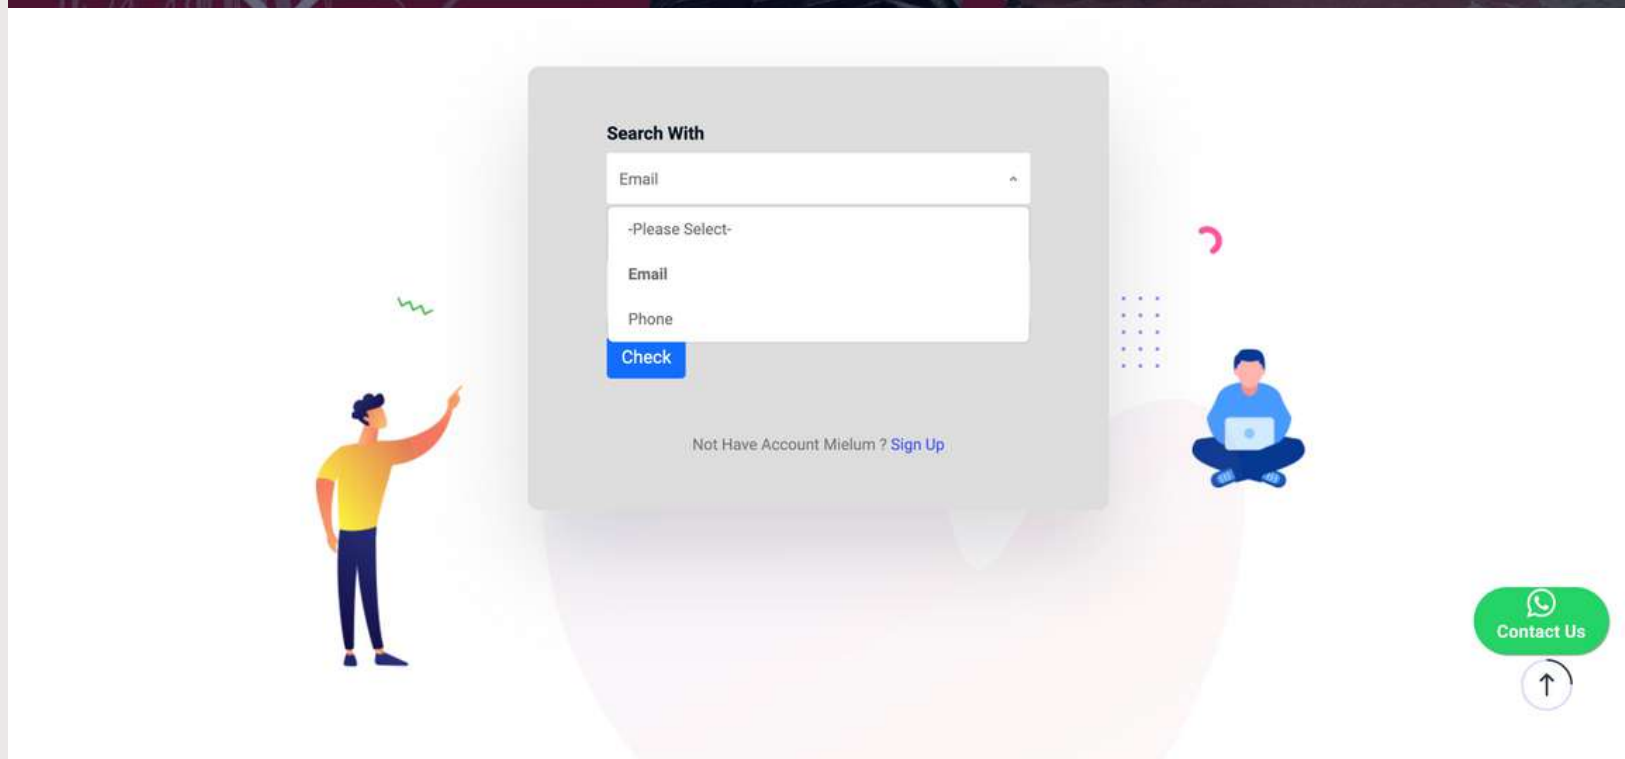 Search With
Email
-Please Select-
Email
Phone
Check
Not Have Account Mielum ? Sign Up
Contact Us